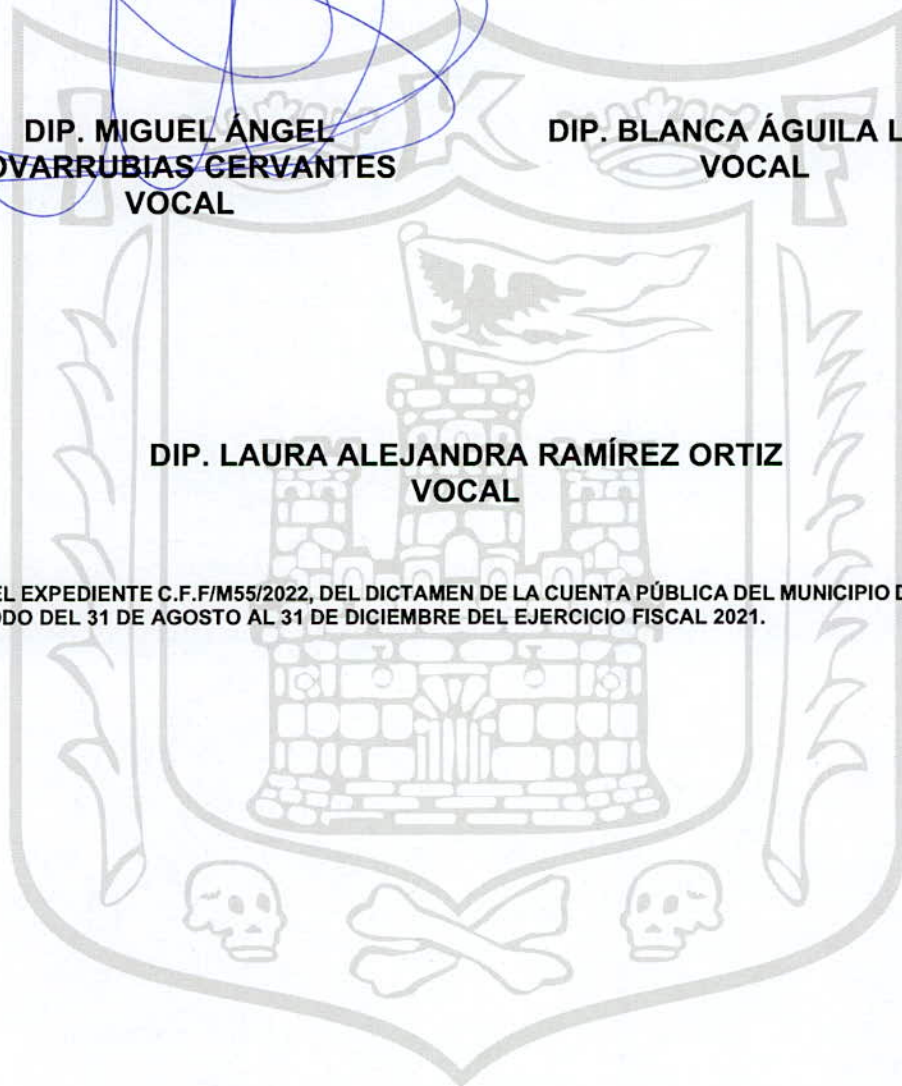 DIP. MIGUEL ÁNGEL
OVARRUBIAS CERVANTES
VOCAL
DIP. BLANCA ÁGUILA L
VOCAL
I K F
DIP. LAURA ALEJANDRA RAMÍREZ ORTIZ
VOCAL
EL EXPEDIENTE C.F.F/M55/2022, DEL DICTAMEN DE LA CUENTA PÚBLICA DEL MUNICIPIO D
ODO DEL 31 DE AGOSTO AL 31 DE DICIEMBRE DEL EJERCICIO FISCAL 2021.